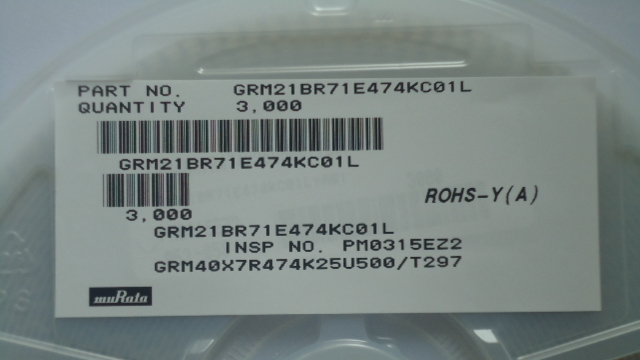 PART NO. GRM21BR71E474KC01L
QUANTITY 3,000
GRM21BR71E474KC01L
3,000
ROHS-Y(A)
GRM21BR71E474KC01L
INSP NO. PM0315EZ2
GRM40X7R474K25U500/T297
muRata